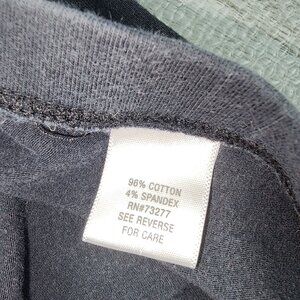 96% COTTON
4% SPANDEX
RN#73277
SEE REVERSE
FOR CARE